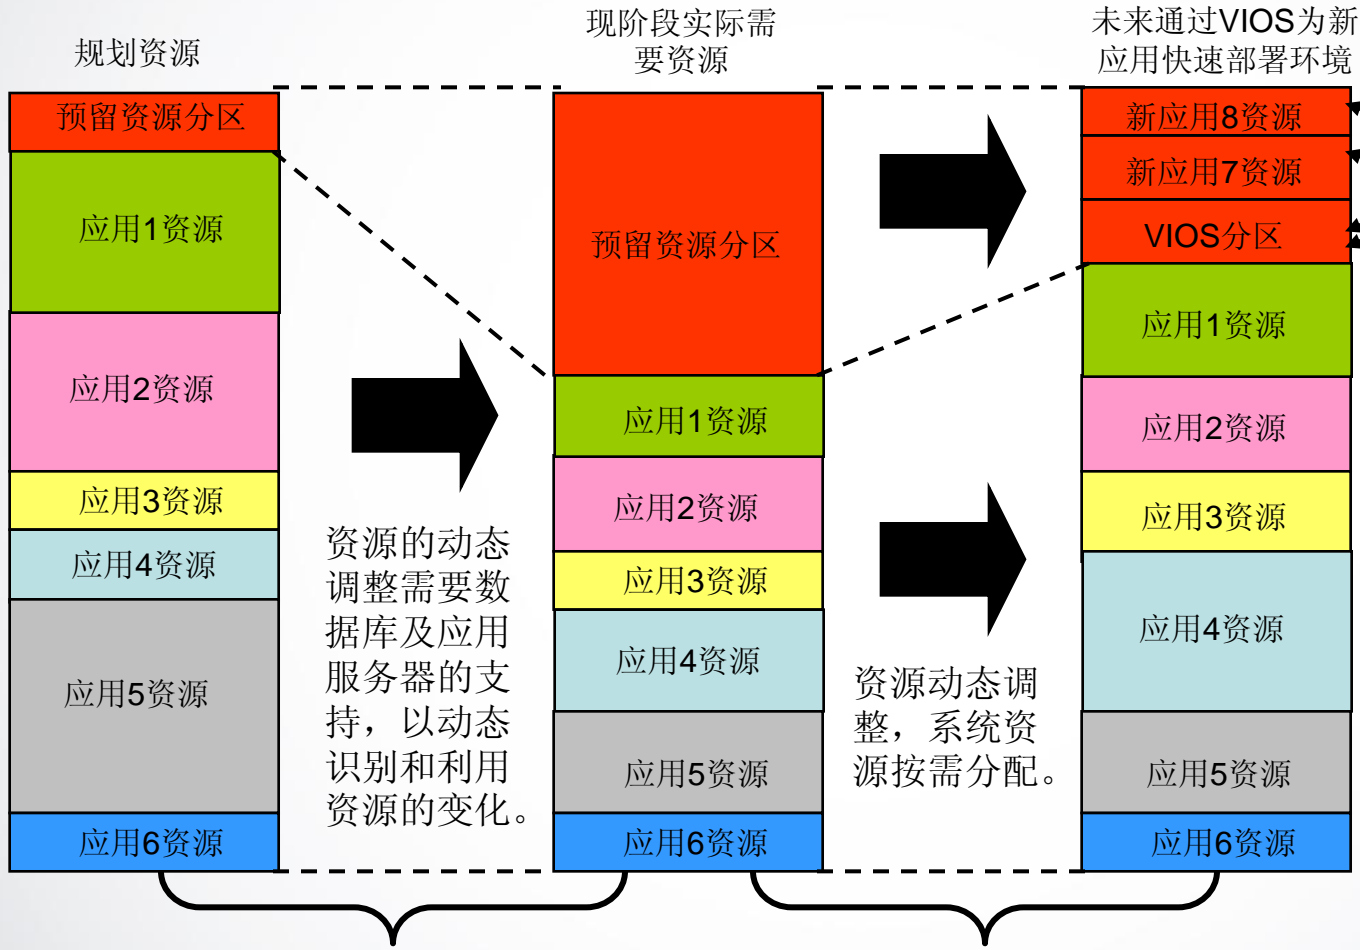 规划资源
预留资源分区
应用1资源
应用2资源
应用3资源
应用4资源
应用5资源
应用6资源
资源的动态
调整需要数
据库及应用
服务器的支
持，以动态
识别和利用
资源的变化。
现阶段实际需
要资源
预留资源分区
应用1资源
应用2资源
应用3资源
应用4资源
应用5资源
应用6资源
资源动态调
整，系统资
源按需分配。
未来通过VIOS为新
应用快速部署环境
新应用8资源
新应用7资源
VIOS分区
应用1资源
应用2资源
应用3资源
应用4资源
应用5资源
应用6资源